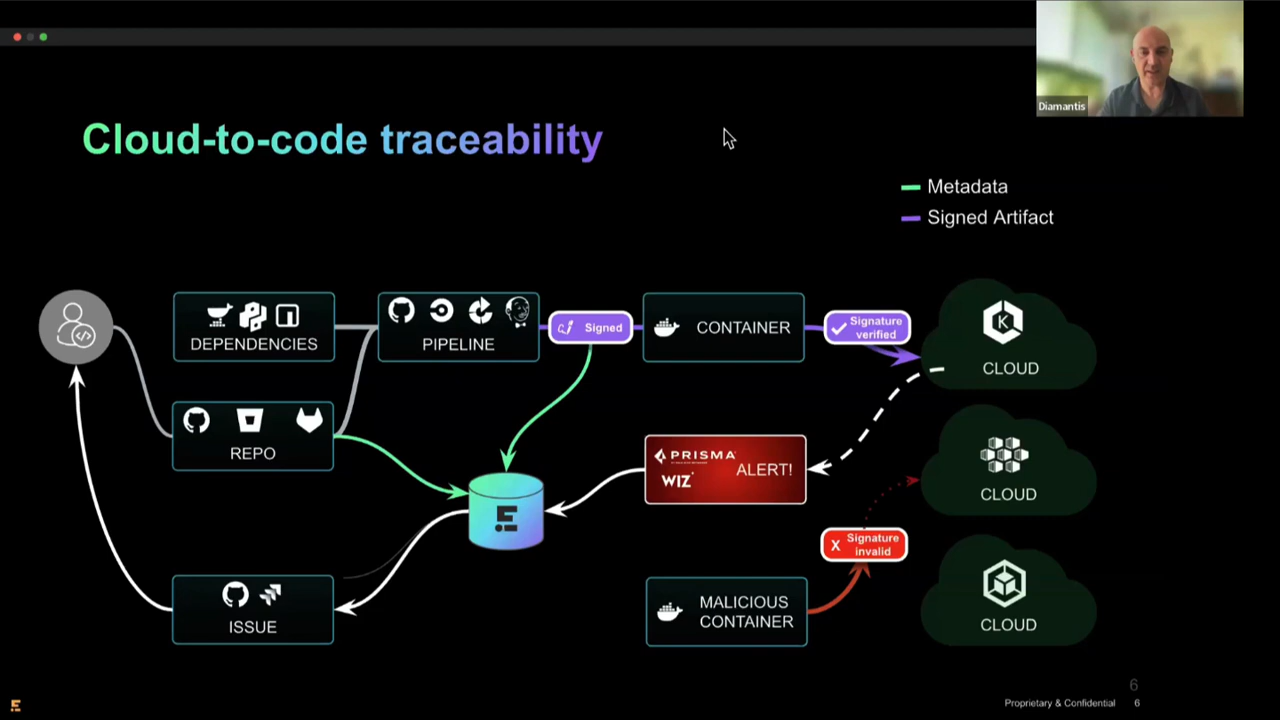 Diamantis
Cloud-to-code traceability
Metadata
Signed Artifact
DEPENDENCIES
PIPELINE
Signed
CONTAINER
Signature
verified
CLOUD
REPO
PRISMA
WIZ
ALERT!
CLOUD
Signature
invalid
X
ISSUE
MALICIOUS
CONTAINER
CLOUD
6
Proprietary & Confidential 6